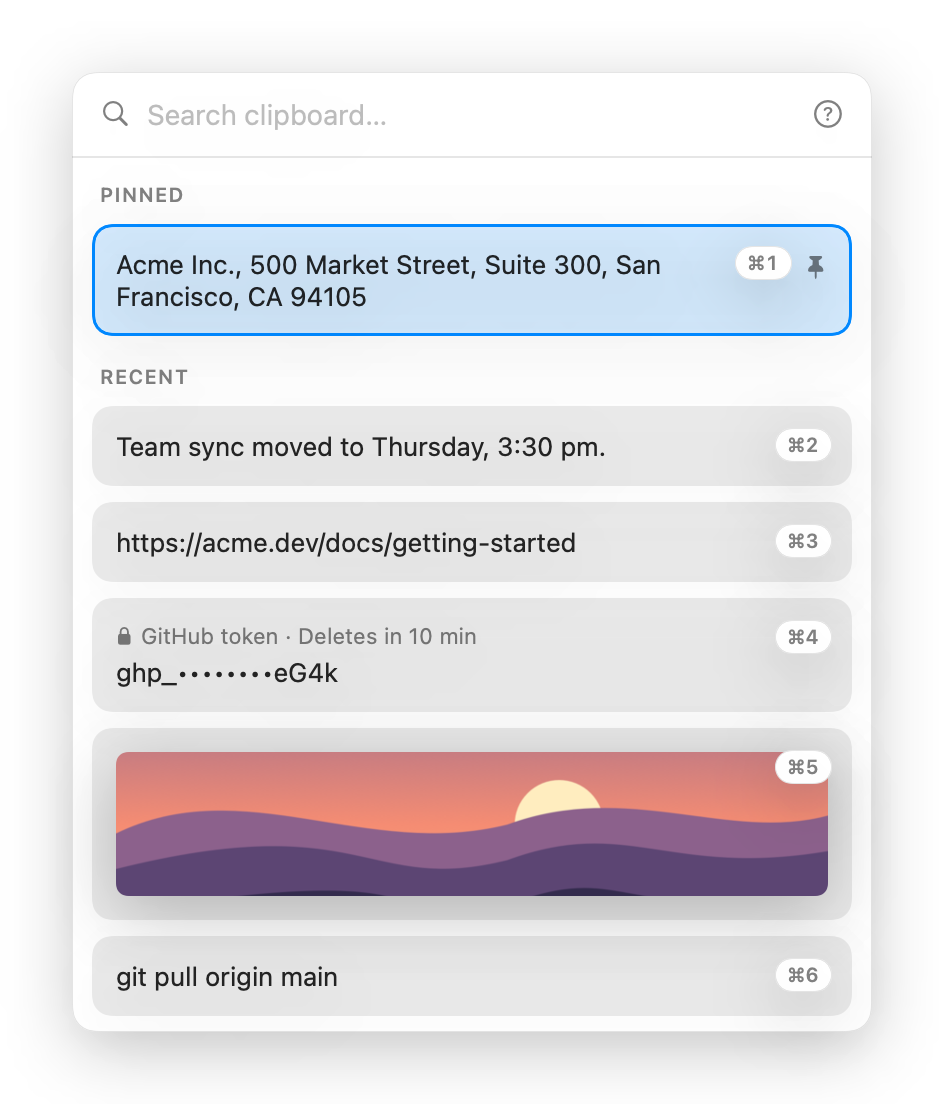 Search clipboard...
?
PINNED
Acme Inc., 500 Market Street, Suite 300, San
Francisco, CA 94105
⌘1
RECENT
Team sync moved to Thursday, 3:30 pm.
⌘2
https://acme.dev/docs/getting-started
⌘3
GitHub token · Deletes in 10 min
⌘4
ghp_••••••••eG4k
⌘5
git pull origin main
⌘6